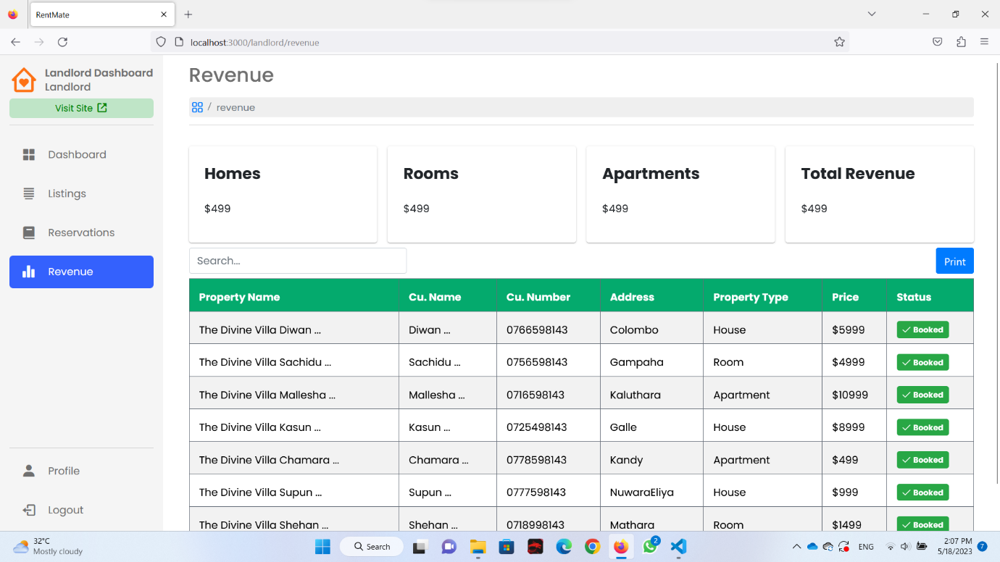 RentMate
localhost:3000/landlord/revenue
Landlord Dashboard
Landlord
Visit Site
Dashboard
Listings
Reservations
Revenue
Profile
Logout
Revenue
/ revenue
Homes
$499
Rooms
$499
Apartments
$499
Total Revenue
$499
Search...
Print
Property Name Cu. Name Cu. Number Address Property Type Price Status
The Divine Villa Diwan ... Diwan ... 0766598143 Colombo House $5999 Booked
The Divine Villa Sachidu ... Sachidu ... 0756598143 Gampaha Room $4999 Booked
The Divine Villa Mallesha ... Mallesha ... 0716598143 Kaluthara Apartment $10999 Booked
The Divine Villa Kasun ... Kasun ... 0725498143 Galle House $8999 Booked
The Divine Villa Chamara ... Chamara ... 0778598143 Kandy Apartment $499 Booked
The Divine Villa Supun ... Supun ... 0777598143 NuwaraEliya House $999 Booked
The Divine Villa Shehan ... Shehan ... 0718998143 Mathara Room $1499 Booked
32°C
Mostly cloudy
Search
2
ENG
2:07 PM
5/18/2023
7